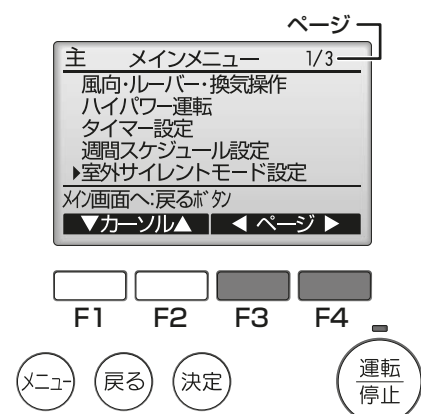 ページ
主 メインメニュー 1/3
風向・ルーバー・換気操作
ハイパワー運転
タイマー設定
週間スケジュール設定
▶室外サイレントモード設定
メイン画面へ:戻るボタン
▼カーソル▲ ◀ ページ ▶
F1 F2 F3 F4
メニュー 戻る 決定 運転
停止